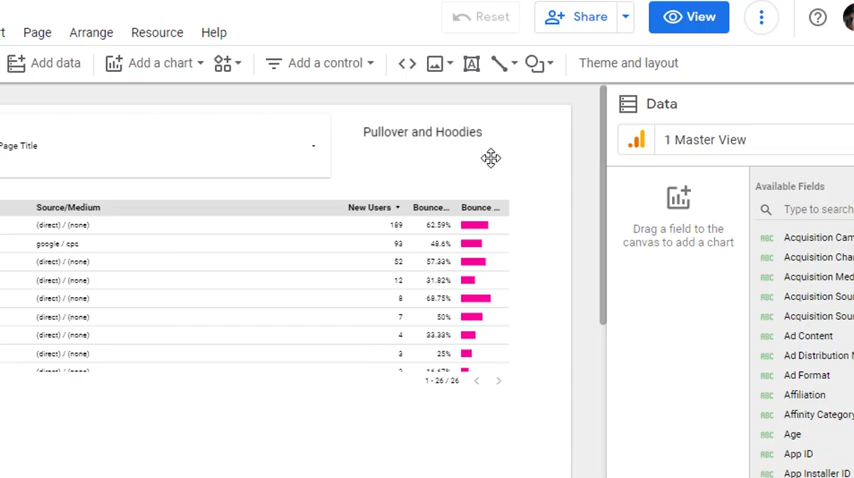 Reset
Share
View
Page Arrange Resource Help
Add data
Add a chart
Add a control
Theme and layout
Page Title
Pullover and Hoodies
Data
1 Master View
Drag a field to the
canvas to add a chart
Available Fields
Type to search
Acquisition Cam
Acquisition Cha
Acquisition Med
Acquisition Sou
Acquisition Sou
Ad Content
Ad Distribution
Ad Format
Affiliation
Affinity Category
Age
App ID
App Installer ID
Source/Medium New Users Bounce... Bounce ...
(direct) / (none) 189 62.59%
google / cpc 93 48.6%
(direct) / (none) 52 57.33%
(direct) / (none) 12 31.82%
(direct) / (none) 8 68.75%
(direct) / (none) 7 50%
(direct) / (none) 4 33.33%
(direct) / (none) 3 25%
1 - 26 / 26